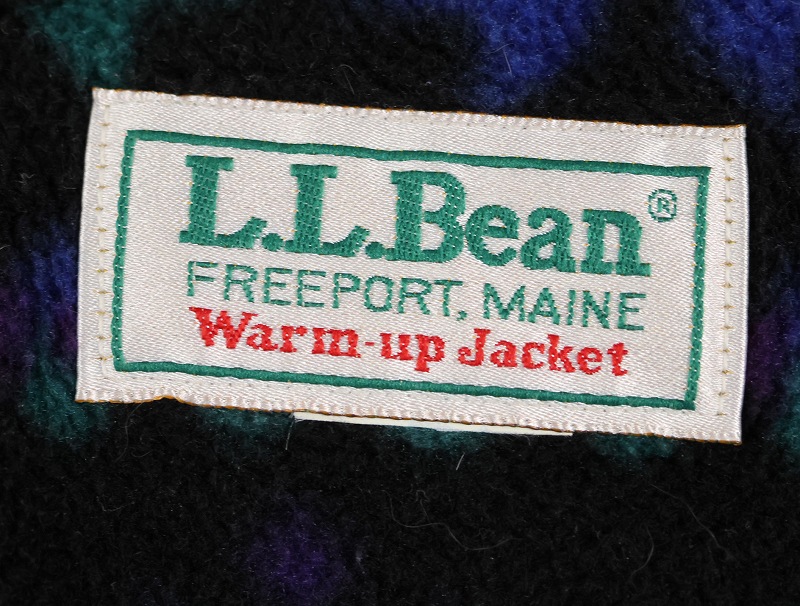 L.L.Bean®
FREEPORT, MAINE
Warm-up Jacket